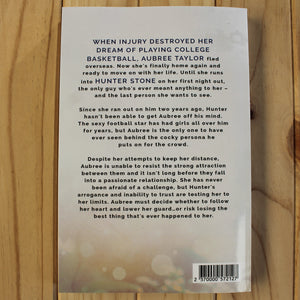 WHEN INJURY DESTROYED HER
DREAM OF PLAYING COLLEGE
BASKETBALL, AUBREE TAYLOR fled
overseas. Now she's finally home again and
ready to move on with her life. Until she runs
into HUNTER STONE on her first night out,
the only guy who's ever meant anything to her –
and the last person she wants to see.
Since she ran out on him two years ago, Hunter
hasn't been able to get Aubree off his mind.
The sexy football star has had girls all over him
for years, but Aubree is the only one to have
ever seen behind the cocky persona he
puts on for the crowd.
Despite her attempts to keep her distance,
Aubree is unable to resist the strong attraction
between them and it isn't long before they fall
into a passionate relationship. She has never
been afraid of a challenge, but Hunter's
arrogance and inability to trust are testing her to
her limits. Aubree must decide whether to follow
her heart and lower her guard...or risk losing the
best thing that's ever happened to her.
2 370000 572127